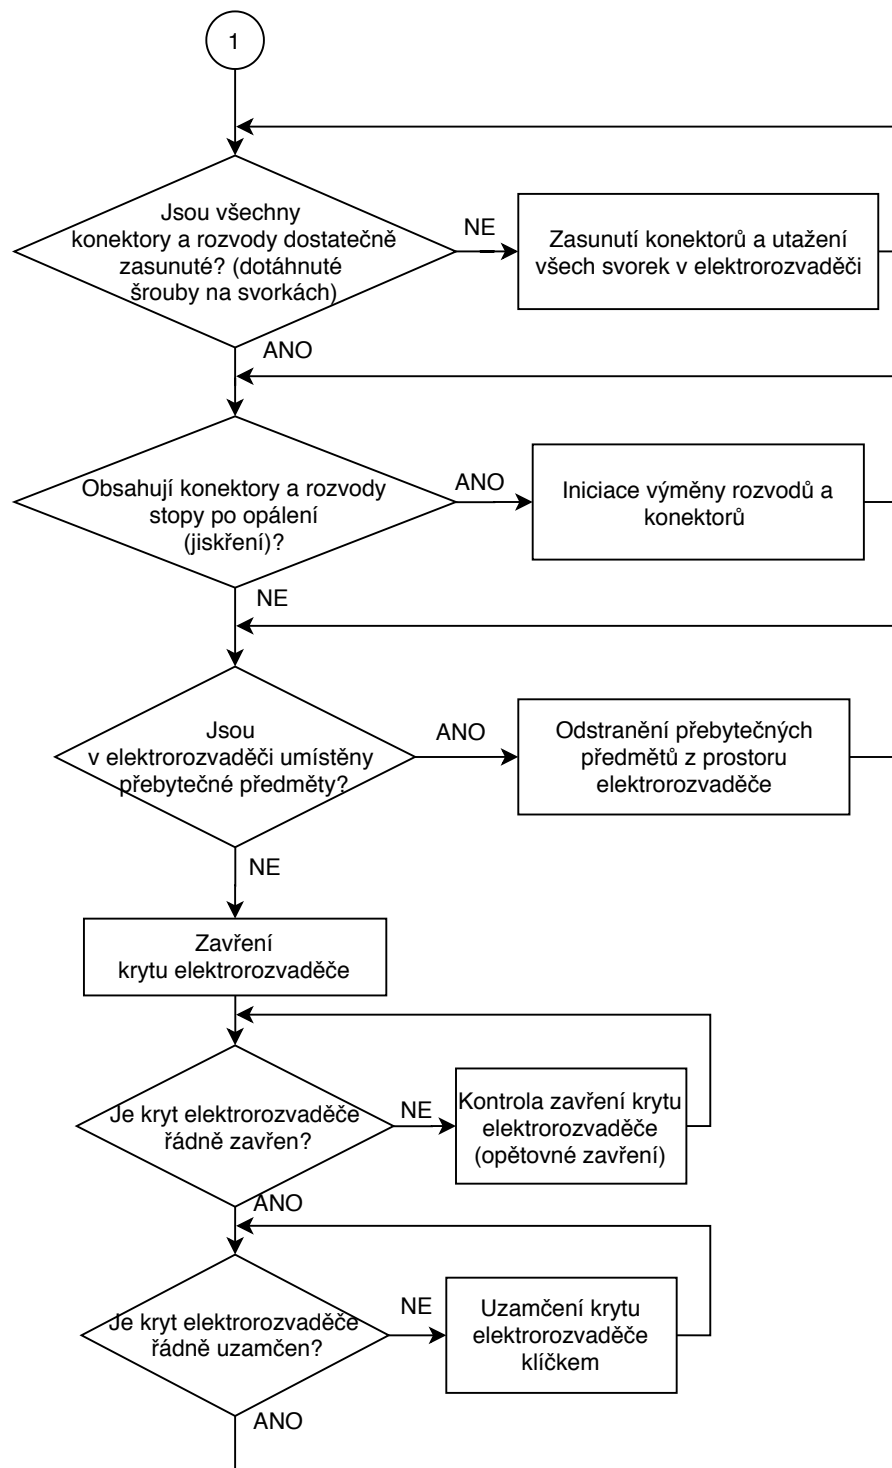 1
Jsou všechny
konektory a rozvody dostatečně
zasunuté? (dotáhnuté
šrouby na svorkách)
NE
Zasunutí konektorů a utažení
všech svorek v elektrorozvaděči
ANO
Obsahují konektory a rozvody
stopy po opálení
(jiskření)?
ANO
Iniciace výměny rozvodů a
konektorů
NE
Jsou
v elektrorozvaděči umístěny
přebytečné předměty?
ANO
Odstranění přebytečných
předmětů z prostoru
elektrorozvaděče
NE
Zavření
krytu elektrorozvaděče
Je kryt elektrorozvaděče
řádně zavřen?
NE
Kontrola zavření krytu
elektrorozvaděče
(opětovné zavření)
ANO
Je kryt elektrorozvaděče
řádně uzamčen?
NE
Uzamčení krytu
elektrorozvaděče
klíčkem
ANO